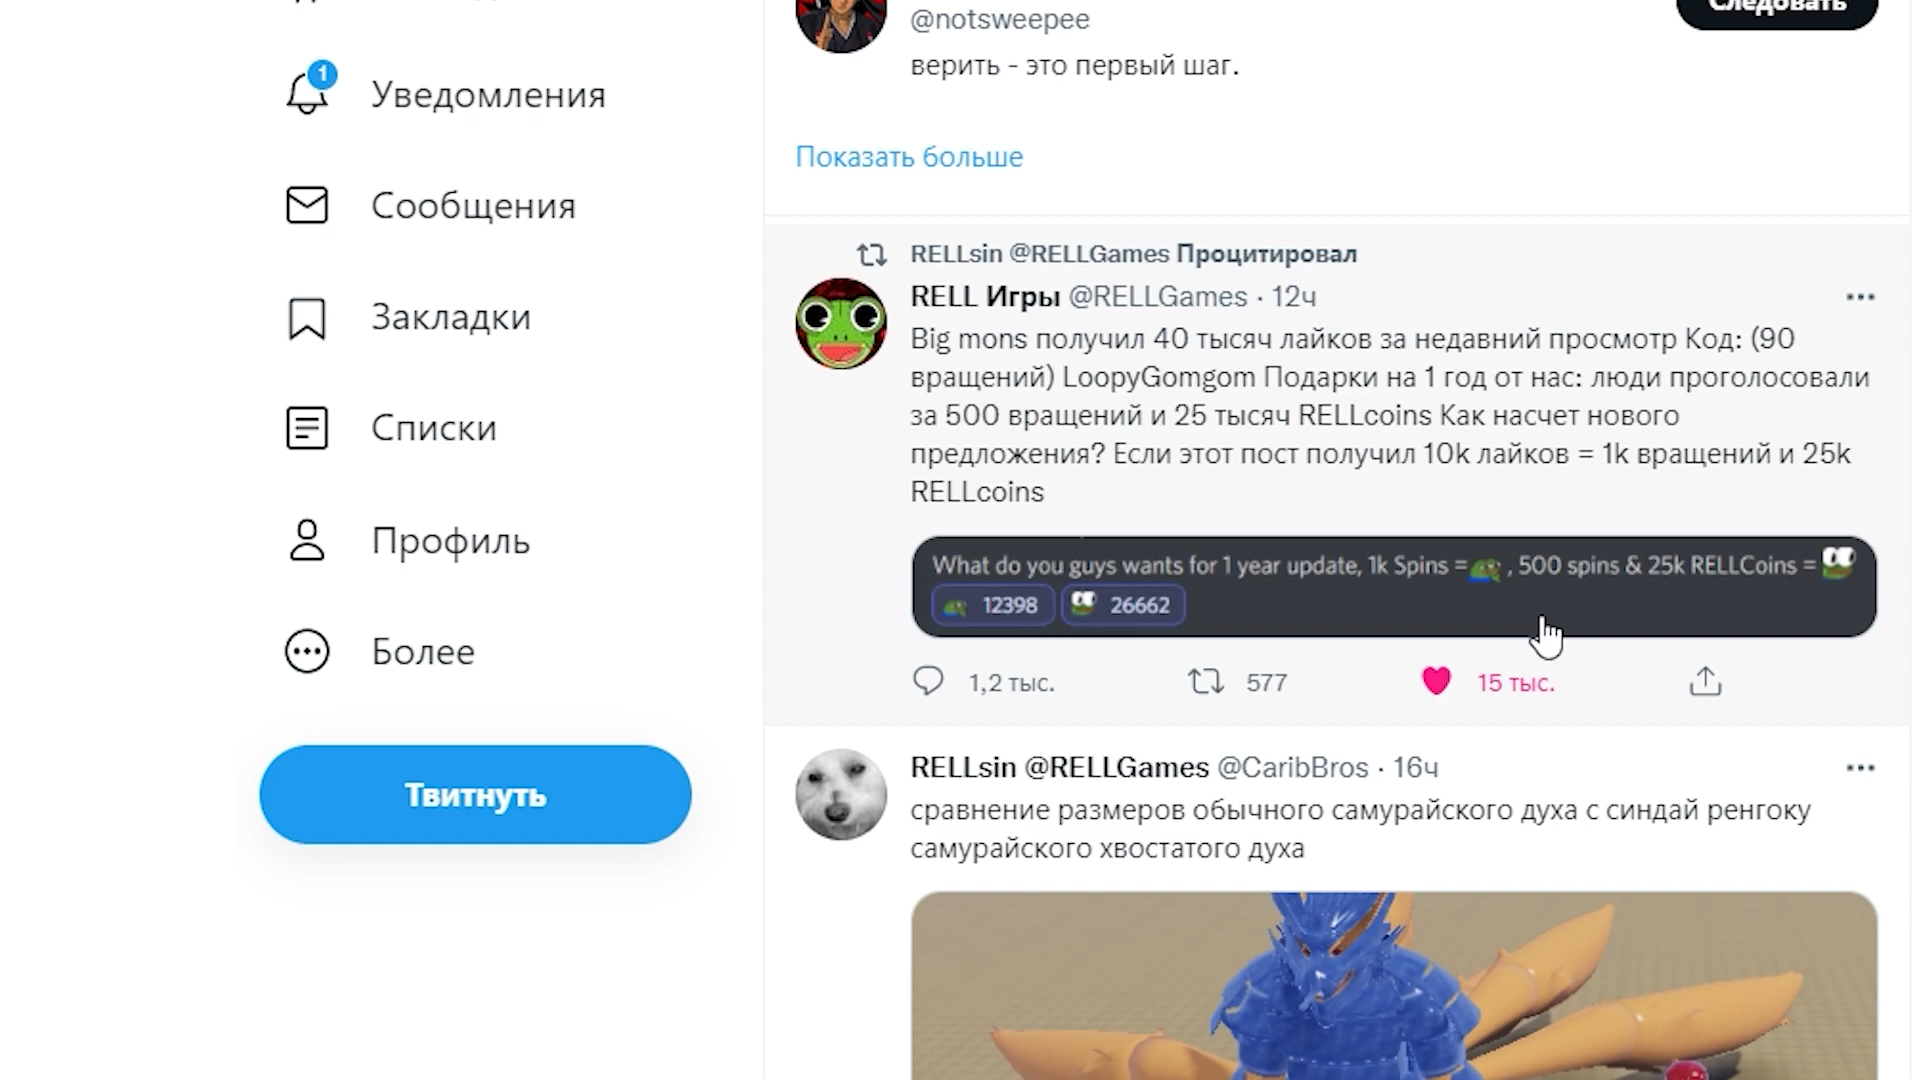 Следовать
@notsweepee
верить - это первый шаг.
1
Уведомления
Показать больше
Сообщения
RELLsin @RELLGames Процитировал
RELL Игры @RELLGames · 12ч
Закладки
Big mons получил 40 тысяч лайков за недавний просмотр Код: (90
вращений) LoopyGomgom Подарки на 1 год от нас: люди проголосовали
за 500 вращений и 25 тысяч RELLcoins Как насчет нового
предложения? Если этот пост получил 10k лайков = 1k вращений и 25k
RELLcoins
Списки
Профиль
What do you guys wants for 1 year update, 1k Spins = , 500 spins & 25k RELLCoins =
12398 26662
Более
1,2 тыс. 577 15 тыс.
Твитнуть
RELLsin @RELLGames @CaribBros · 16ч
сравнение размеров обычного самурайского духа с синдай ренгоку
самурайского хвостатого духа